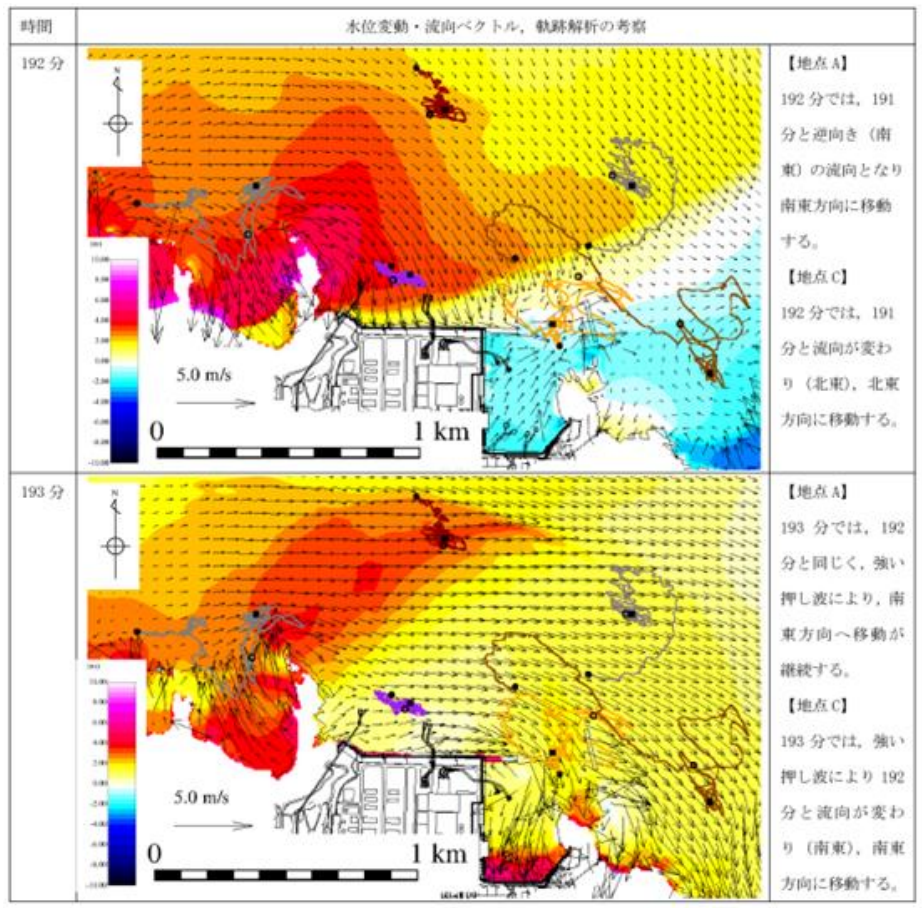 時間
水位変動・流向ベクトル，軌跡解析の考察
192 分
N
5.0 m/s
0
1 km
【地点 A】
192 分では，191
分と逆向き（南
東）の流向となり
南東方向に移動
する。
【地点 C】
192 分では，191
分と流向が変わ
り（北東），北東
方向に移動する。
193 分
N
5.0 m/s
0
1 km
【地点 A】
193 分では，192
分と同じく，強い
押し波により，南
東方向へ移動が
継続する。
【地点 C】
193 分では，強い
押し波により 192
分と流向が変わ
り（南東），南東
方向に移動する。